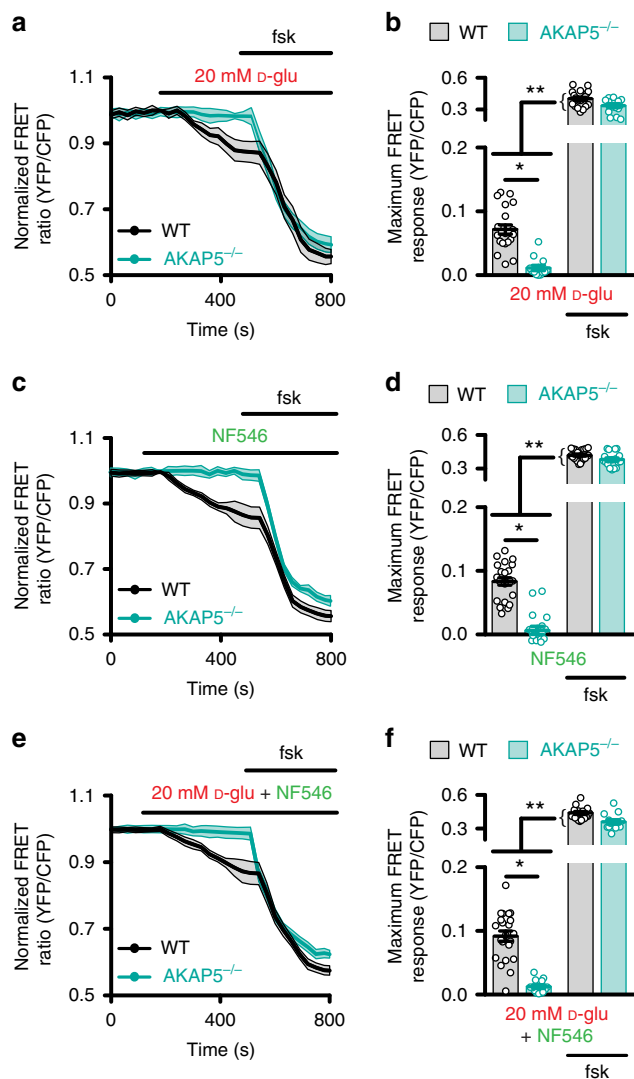 a
fsk
20 mM D-glu
1.1
0.9
0.7
0.5
Normalized FRET
ratio (YFP/CFP)
WT
AKAP5–/–
0
400
800
Time (s)
b
WT
AKAP5–/–
**
*
0.6
0.3
0.2
0.1
0.0
Maximum FRET
response (YFP/CFP)
20 mM D-glu
fsk
c
fsk
NF546
1.1
0.9
0.7
0.5
Normalized FRET
ratio (YFP/CFP)
WT
AKAP5–/–
0
400
800
Time (s)
d
WT
AKAP5–/–
**
*
0.6
0.3
0.2
0.1
0.0
Maximum FRET
response (YFP/CFP)
NF546
fsk
e
fsk
20 mM D-glu + NF546
1.1
0.9
0.7
0.5
Normalized FRET
ratio (YFP/CFP)
WT
AKAP5–/–
0
400
800
Time (s)
f
WT
AKAP5–/–
**
*
0.6
0.3
0.2
0.1
0.0
Maximum FRET
response (YFP/CFP)
20 mM D-glu
+ NF546
fsk